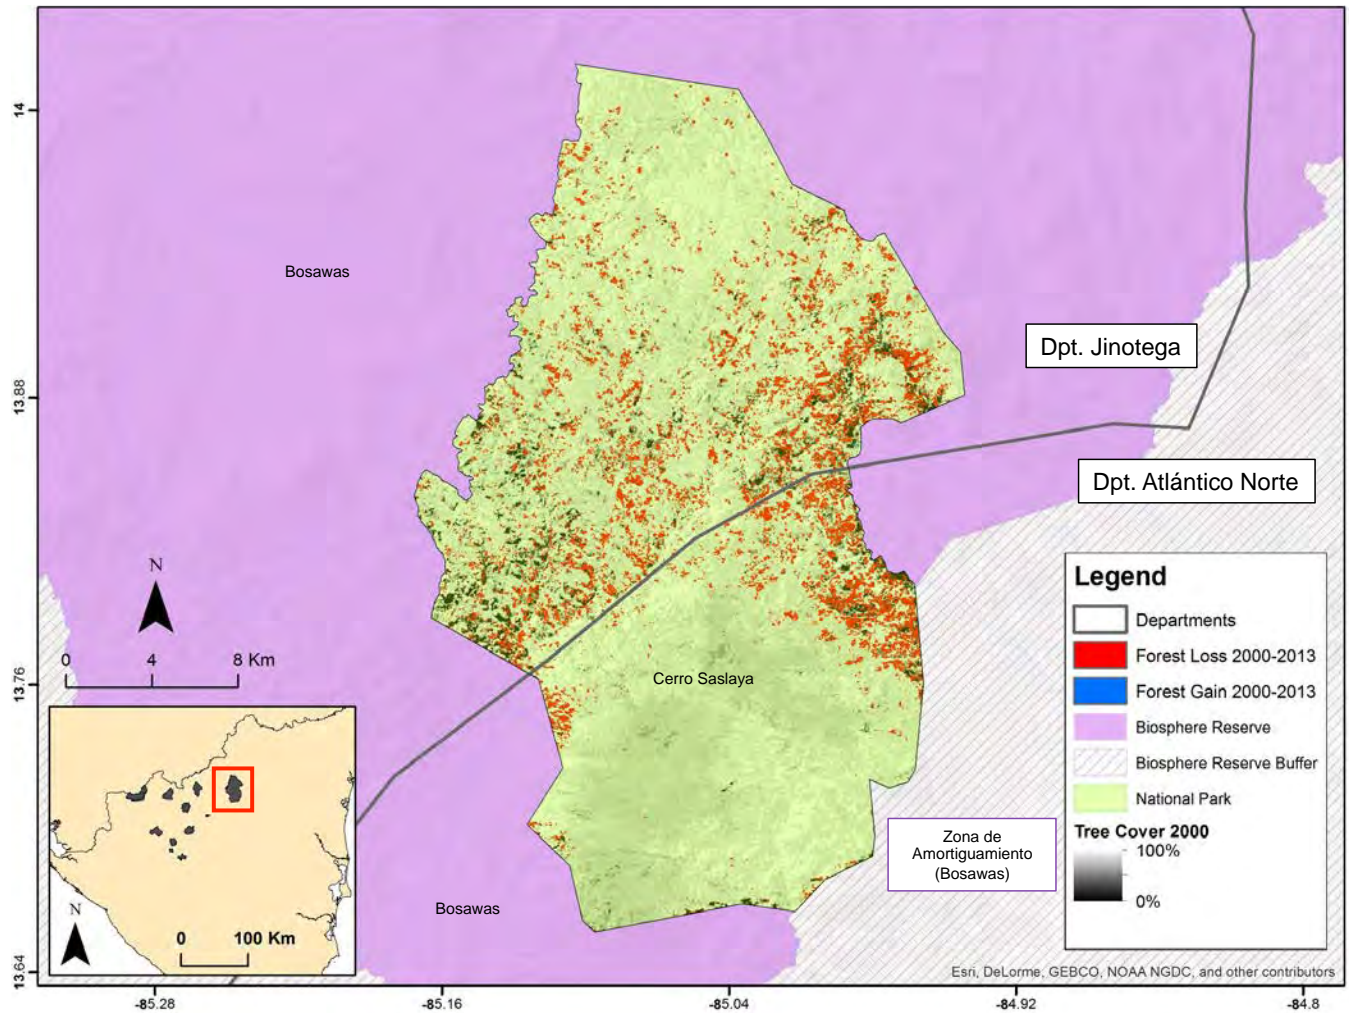 14
13.88
13.76
13.64
-85.28
-85.16
-85.04
-84.92
-84.8
Bosawas
Dpt. Jinotega
Dpt. Atlántico Norte
Cerro Saslaya
Bosawas
Zona de
Amortiguamiento
(Bosawas)
N
0 4 8 Km
N
0 100 Km
Legend
Departments
Forest Loss 2000-2013
Forest Gain 2000-2013
Biosphere Reserve
Biosphere Reserve Buffer
National Park
Tree Cover 2000
100%
0%
Esri, DeLorme, GEBCO, NOAA NGDC, and other contributors